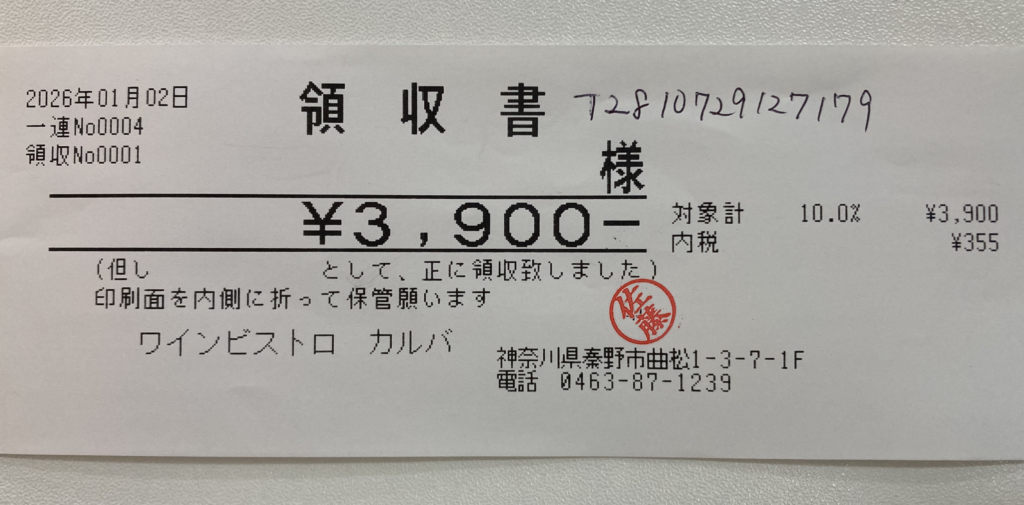 2026年01月02日
一連No0004
領収No0001
領収書
T2810729127179
様
¥3,900-
対象計 10.0% ¥3,900
内税 ¥355
(但し として、正に領収致しました)
印刷面を内側に折って保管願います
佐藤
ワインビストロ カルバ
神奈川県秦野市曲松1-3-7-1F
電話 0463-87-1239